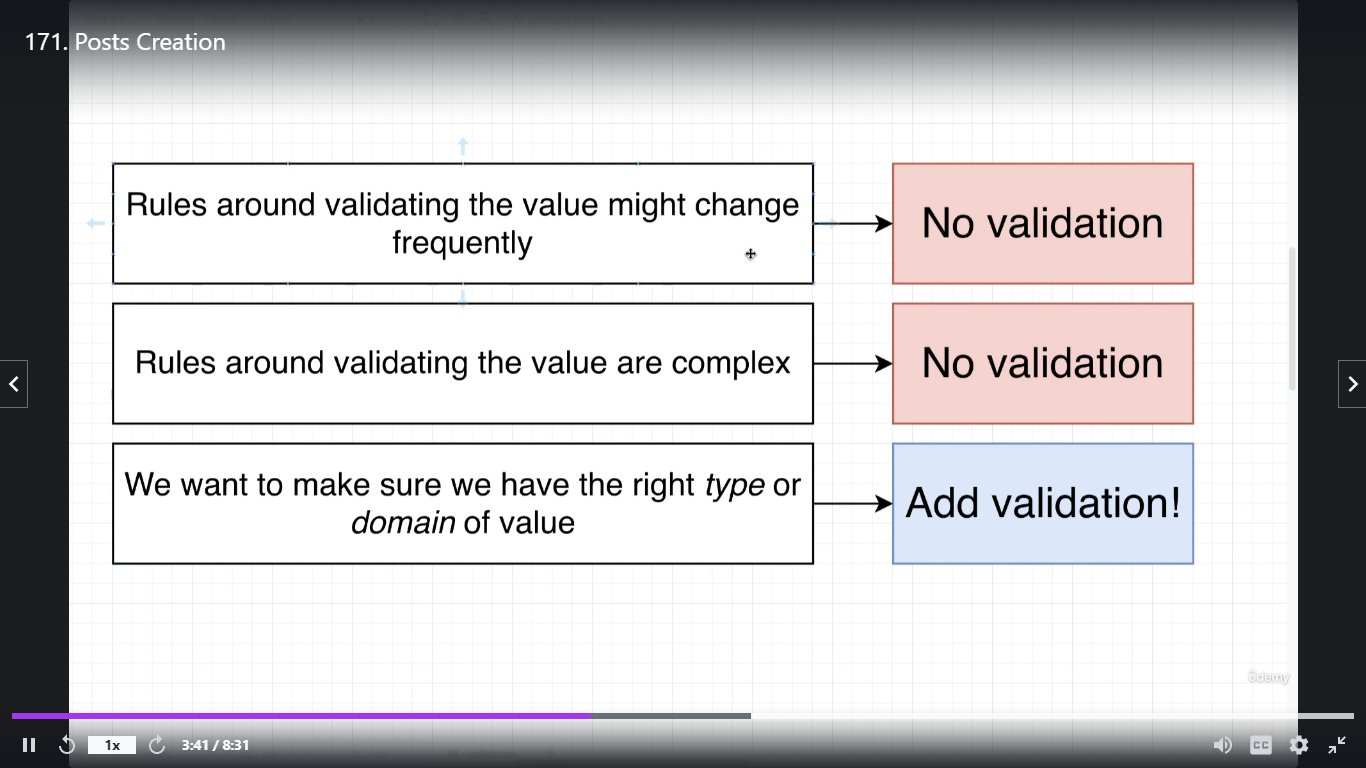 171. Posts Creation
Rules around validating the value might change
frequently
No validation
Rules around validating the value are complex
No validation
We want to make sure we have the right type or
domain of value
Add validation!
ûdemy
1x
3:41 / 8:31
CC